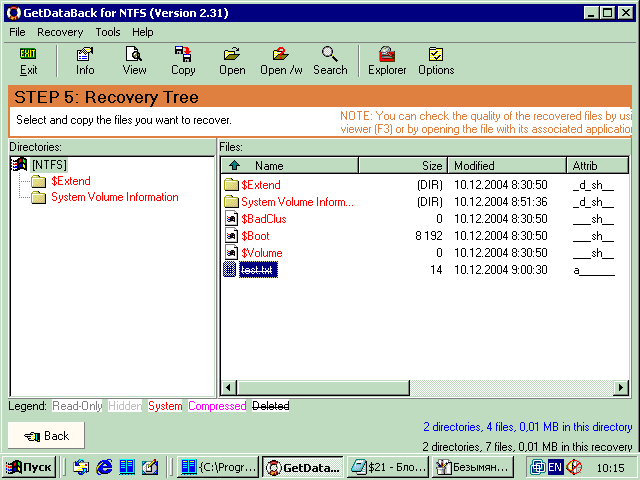 GetDataBack for NTFS (Version 2.31)
File Recovery Tools Help
Exit Info View Copy Open Open /w Search Explorer Options
STEP 5: Recovery Tree
Select and copy the files you want to recover.
NOTE: You can check the quality of the recovered files by usi
viewer (F3) or by opening the file with its associated applicatio
Directories:
[NTFS]
$Extend
System Volume Information
Files:
Name Size Modified Attrib
$Extend (DIR) 10.12.2004 8:30:50 _d_sh__
System Volume Inform... (DIR) 10.12.2004 8:51:36 _d_sh__
$BadClus 0 10.12.2004 8:30:50 ___sh__
$Boot 8 192 10.12.2004 8:30:50 ___sh__
$Volume 0 10.12.2004 8:30:50 ___sh__
test.txt 14 10.12.2004 9:00:30 a______
Legend: Read-Only Hidden System Compressed Deleted
2 directories, 4 files, 0,01 MB in this directory
Back
2 directories, 7 files, 0,01 MB in this recovery
Пуск {C:\Progr... GetData... $21 - Бло... Безымян... EN 10:15